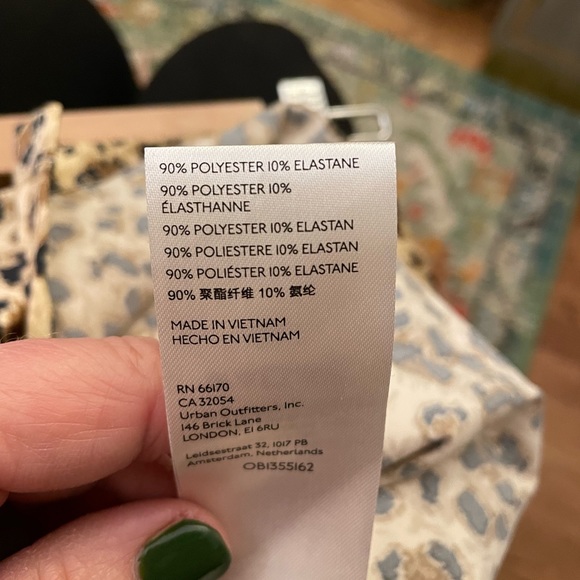 90% POLYESTER 10% ELASTANE
90% POLYESTER 10%
ÉLASTHANNE
90% POLYESTER 10% ELASTAN
90% POLIESTERE 10% ELASTAN
90% POLIÉSTER 10% ELASTANE
90% 聚酯纤维 10% 氨纶
MADE IN VIETNAM
HECHO EN VIETNAM
RN 66170
CA 32054
Urban Outfitters, Inc.
146 Brick Lane
LONDON, E1 6RU
Leidsestraat 32, 1017 PB
Amsterdam, Netherlands
OB1355162